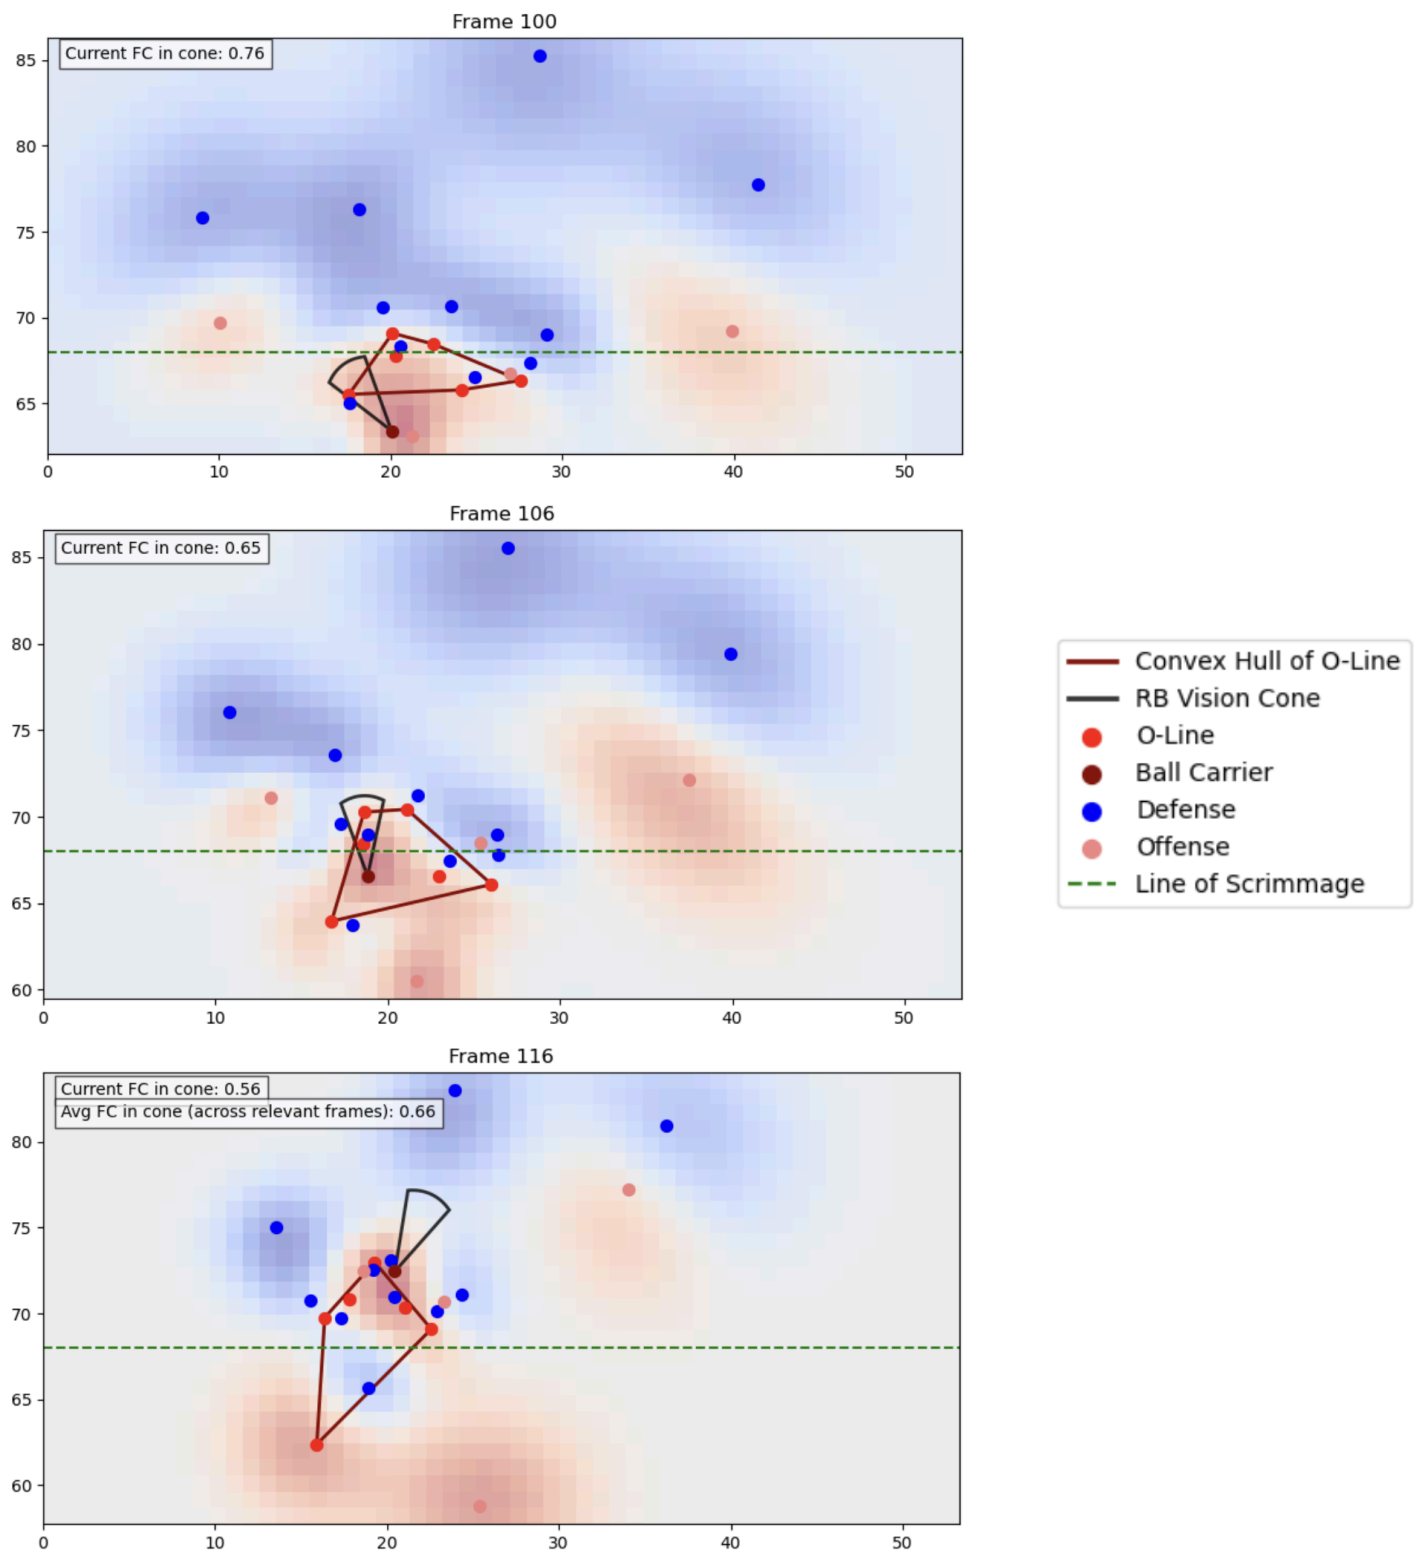 Frame 100
Current FC in cone: 0.76
85
80
75
70
65
0 10 20 30 40 50
Frame 106
Current FC in cone: 0.65
85
80
75
70
65
60
0 10 20 30 40 50
Convex Hull of O-Line
RB Vision Cone
O-Line
Ball Carrier
Defense
Offense
Line of Scrimmage
Frame 116
Current FC in cone: 0.56
Avg FC in cone (across relevant frames): 0.66
80
75
70
65
60
0 10 20 30 40 50